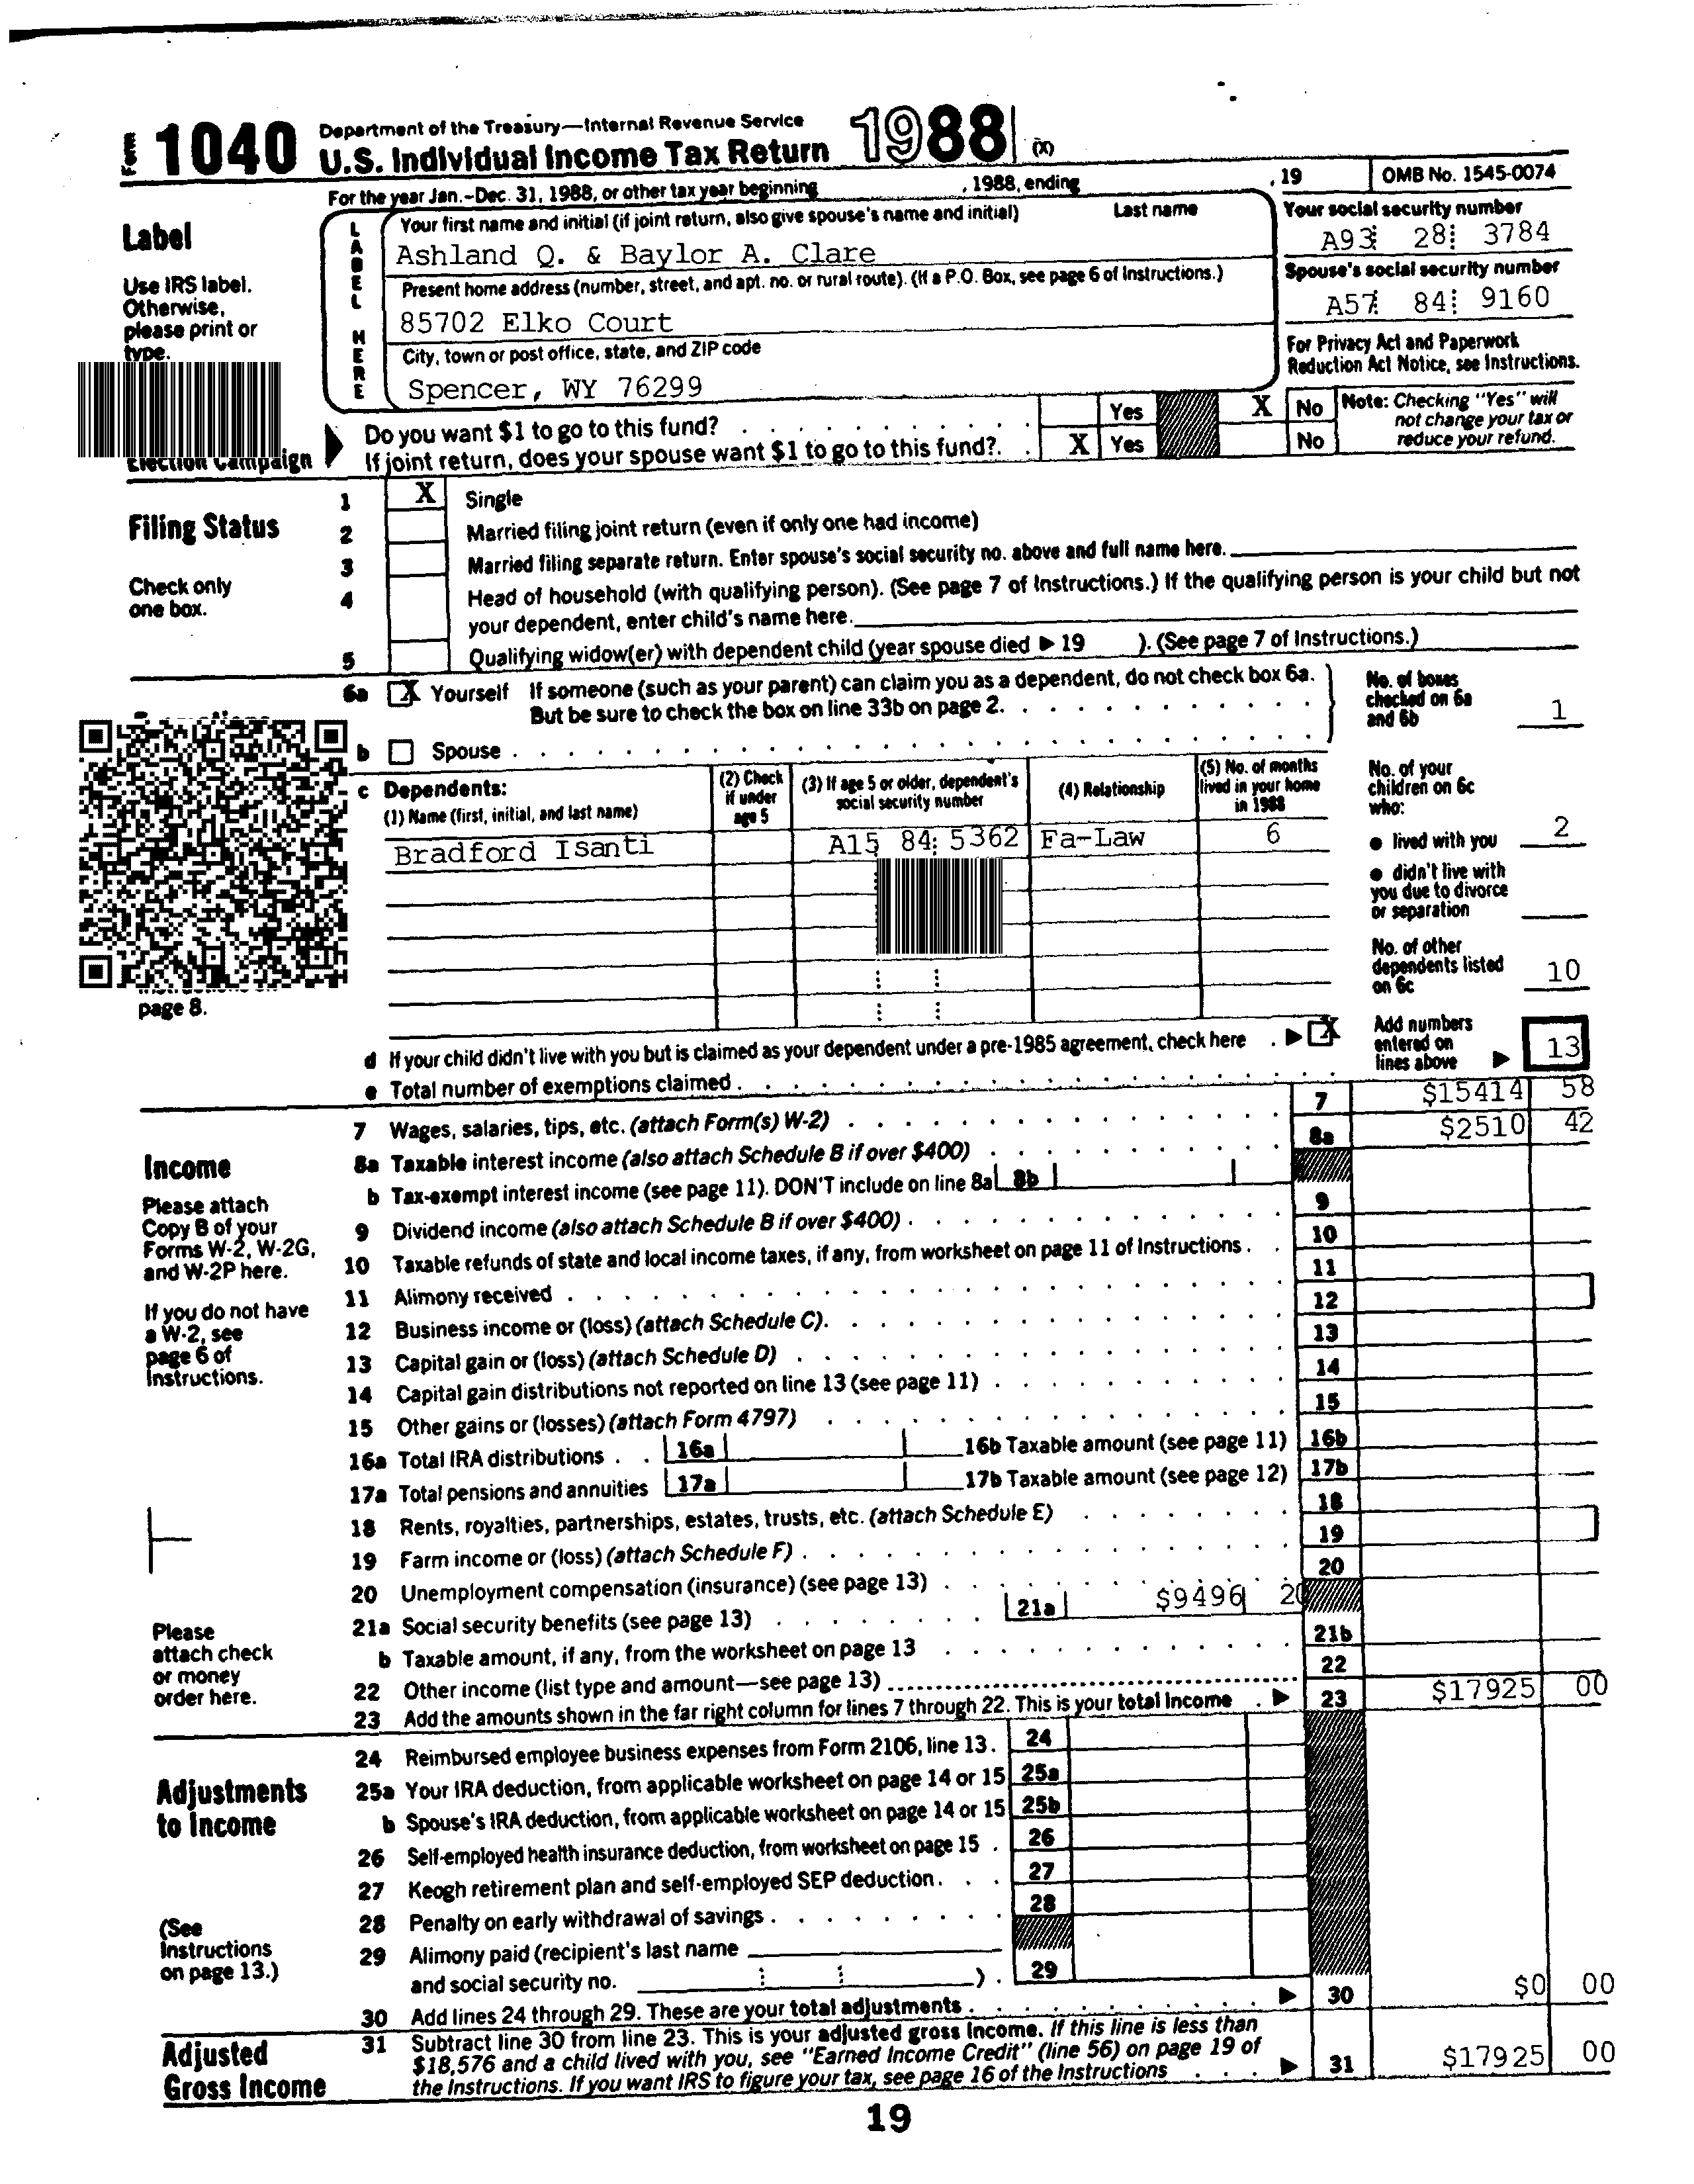 Form 1040 Department of the Treasury—Internal Revenue Service
U.S. Individual Income Tax Return 1988 (X)
For the year Jan.-Dec. 31, 1988, or other tax year beginning , 1988, ending , 19 OMB No. 1545-0074
Label
Use IRS label. Otherwise, please print or type.
LABEL HERE
Your first name and initial (if joint return, also give spouse's name and initial) Last name
Ashland Q. & Baylor A. Clare
Your social security number
A93 28 3784
Present home address (number, street, and apt. no. or rural route). (If a P.O. Box, see page 6 of Instructions.)
85702 Elko Court
Spouse's social security number
A57 84 9160
City, town or post office, state, and ZIP code
Spencer, WY 76299
For Privacy Act and Paperwork Reduction Act Notice, see Instructions.
Election Campaign
Do you want $1 to go to this fund? Yes X No
If joint return, does your spouse want $1 to go to this fund?. X Yes No
Note: Checking "Yes" will not change your tax or reduce your refund.
Filing Status
Check only one box.
1 X Single
2 Married filing joint return (even if only one had income)
3 Married filing separate return. Enter spouse's social security no. above and full name here.
4 Head of household (with qualifying person). (See page 7 of Instructions.) If the qualifying person is your child but not
your dependent, enter child's name here.
5 Qualifying widow(er) with dependent child (year spouse died ▶ 19 ). (See page 7 of Instructions.)
6a X Yourself If someone (such as your parent) can claim you as a dependent, do not check box 6a.
But be sure to check the box on line 33b on page 2.
b Spouse
No. of boxes checked on 6a and 6b 1
page 8.
c Dependents:
(1) Name (first, initial, and last name)
(2) Check if under age 5
(3) If age 5 or older, dependent's social security number
(4) Relationship
(5) No. of months lived in your home in 1988
Bradford Isanti A15 84 5362 Fa-Law 6
No. of your children on 6c who:
● lived with you 2
● didn't live with you due to divorce or separation
No. of other dependents listed on 6c 10
d If your child didn't live with you but is claimed as your dependent under a pre-1985 agreement, check here ▶ X
e Total number of exemptions claimed
Add numbers entered on lines above ▶ 13
Income
Please attach Copy B of your Forms W-2, W-2G, and W-2P here.
If you do not have a W-2, see page 6 of Instructions.
Please attach check or money order here.
7 Wages, salaries, tips, etc. (attach Form(s) W-2) 7 $15414 58
8a Taxable interest income (also attach Schedule B if over $400) 8a $2510 42
b Tax-exempt interest income (see page 11). DON'T include on line 8a 8b
9 Dividend income (also attach Schedule B if over $400) 9
10 Taxable refunds of state and local income taxes, if any, from worksheet on page 11 of Instructions 10
11 Alimony received 11
12 Business income or (loss) (attach Schedule C). 12
13 Capital gain or (loss) (attach Schedule D) 13
14 Capital gain distributions not reported on line 13 (see page 11) 14
15 Other gains or (losses) (attach Form 4797) 15
16a Total IRA distributions 16a 16b Taxable amount (see page 11) 16b
17a Total pensions and annuities 17a 17b Taxable amount (see page 12) 17b
18 Rents, royalties, partnerships, estates, trusts, etc. (attach Schedule E) 18
19 Farm income or (loss) (attach Schedule F) 19
20 Unemployment compensation (insurance) (see page 13) 20
21a Social security benefits (see page 13) 21a $9496 20
b Taxable amount, if any, from the worksheet on page 13 21b
22 Other income (list type and amount—see page 13) 22
23 Add the amounts shown in the far right column for lines 7 through 22. This is your total income ▶ 23 $17925 00
Adjustments to Income
(See Instructions on page 13.)
24 Reimbursed employee business expenses from Form 2106, line 13. 24
25a Your IRA deduction, from applicable worksheet on page 14 or 15 25a
b Spouse's IRA deduction, from applicable worksheet on page 14 or 15 25b
26 Self-employed health insurance deduction, from worksheet on page 15 26
27 Keogh retirement plan and self-employed SEP deduction 27
28 Penalty on early withdrawal of savings 28
29 Alimony paid (recipient's last name
and social security no. ) 29
30 Add lines 24 through 29. These are your total adjustments ▶ 30 $0 00
Adjusted Gross Income
31 Subtract line 30 from line 23. This is your adjusted gross income. If this line is less than
$18,576 and a child lived with you, see "Earned Income Credit" (line 56) on page 19 of
the Instructions. If you want IRS to figure your tax, see page 16 of the Instructions ▶ 31 $17925 00
19